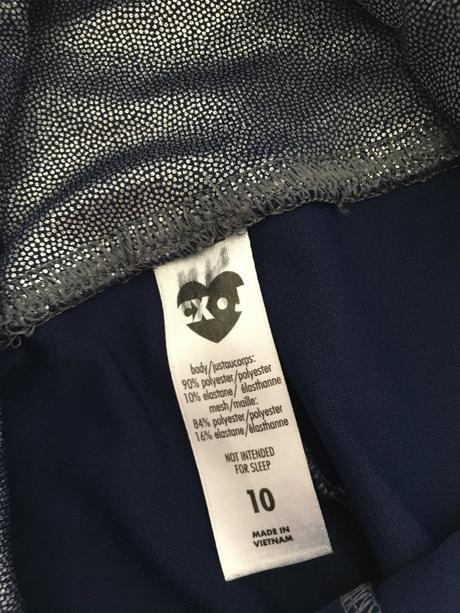 body/justaucorps:
90% polyester/polyester
10% elastane/élasthanne
mesh/maille:
84% polyester/polyester
16% elastane/élasthanne
NOT INTENDED
FOR SLEEP
10
MADE IN
VIETNAM